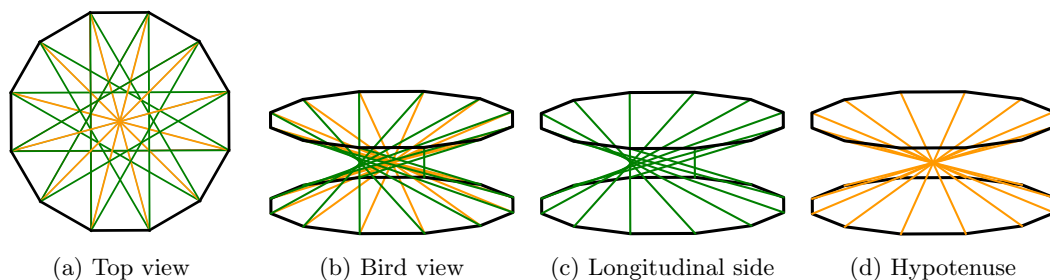 (a) Top view
(b) Bird view
(c) Longitudinal side
(d) Hypotenuse